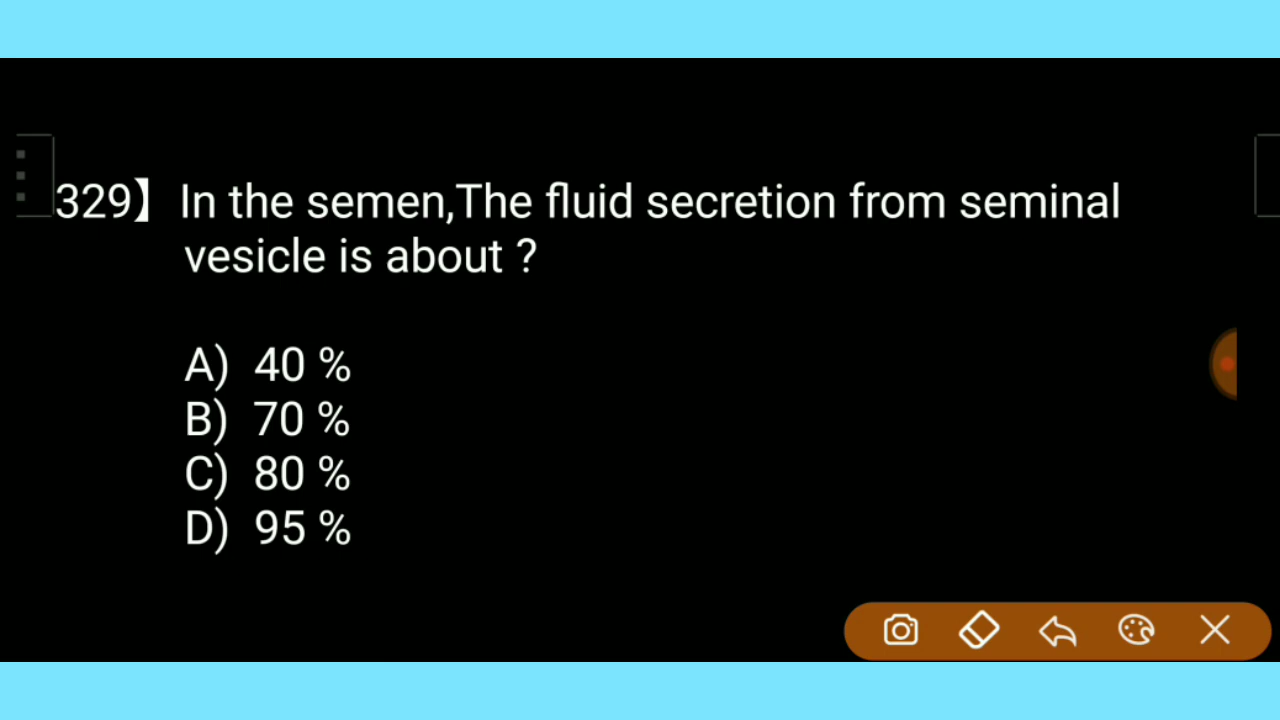 329】 In the semen,The fluid secretion from seminal
vesicle is about ?
A) 40 %
B) 70 %
C) 80 %
D) 95 %